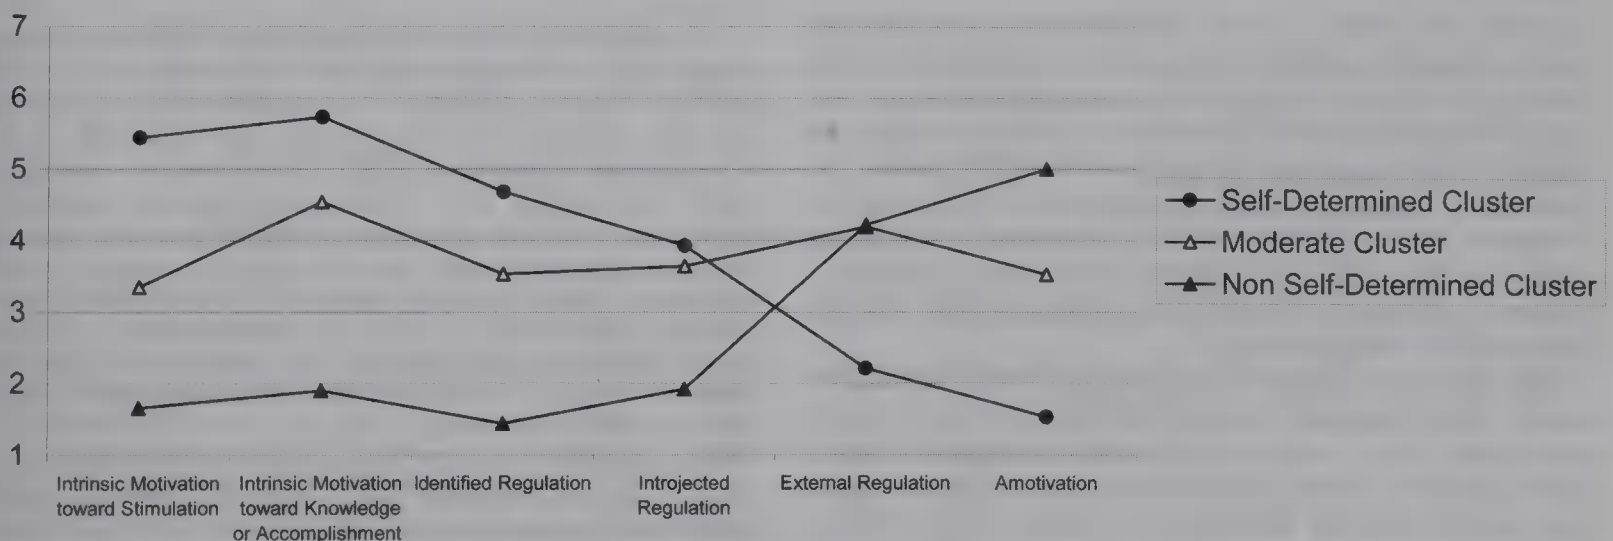 7
6
5
4
3
2
1
Intrinsic Motivation
toward Stimulation
Intrinsic Motivation
toward Knowledge
or Accomplishment
Identified Regulation
Introjected
Regulation
External Regulation
Amotivation
Self-Determined Cluster
Moderate Cluster
Non Self-Determined Cluster